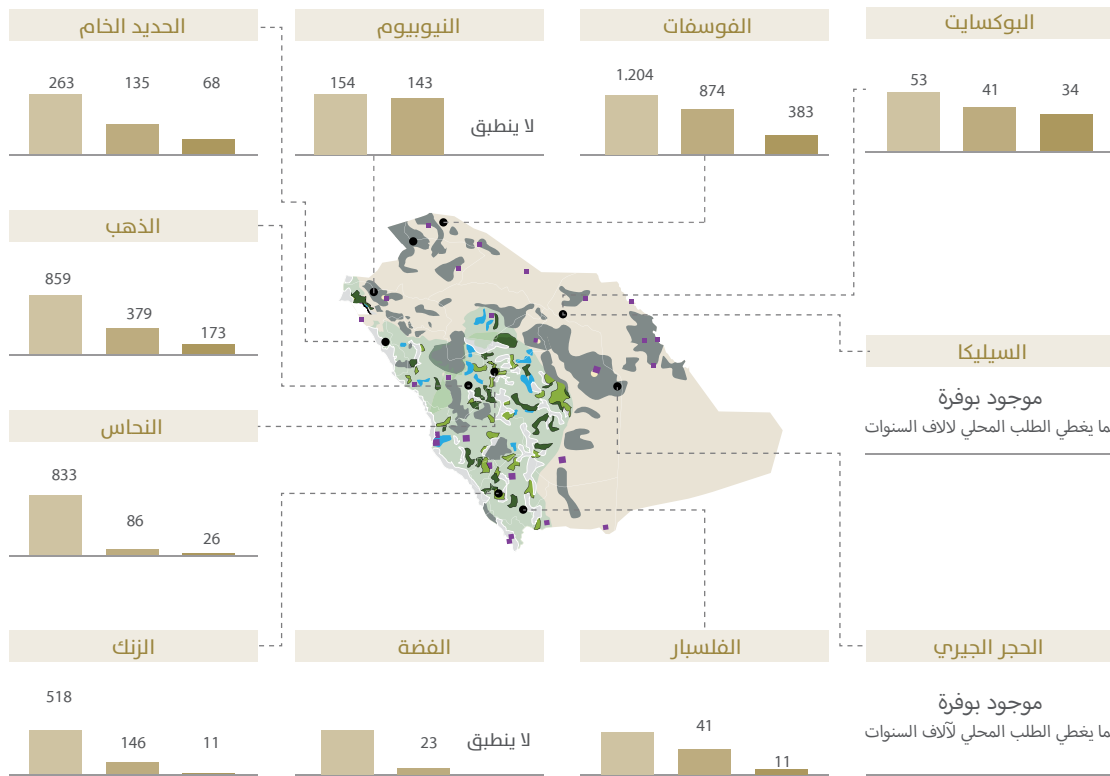 البوكسايت
53
41
34
الفوسفات
1.204
874
383
النيوبيوم
154
143
لا ينطبق
الحديد الخام
263
135
68
الذهب
859
379
173
السيليكا
موجود بوفرة
ما يغطي الطلب المحلي لالاف السنوات
النحاس
833
86
26
الحجر الجيري
موجود بوفرة
ما يغطي الطلب المحلي لآلاف السنوات
الفلسبار
41
11
الفضة
23
لا ينطبق
الزنك
518
146
11